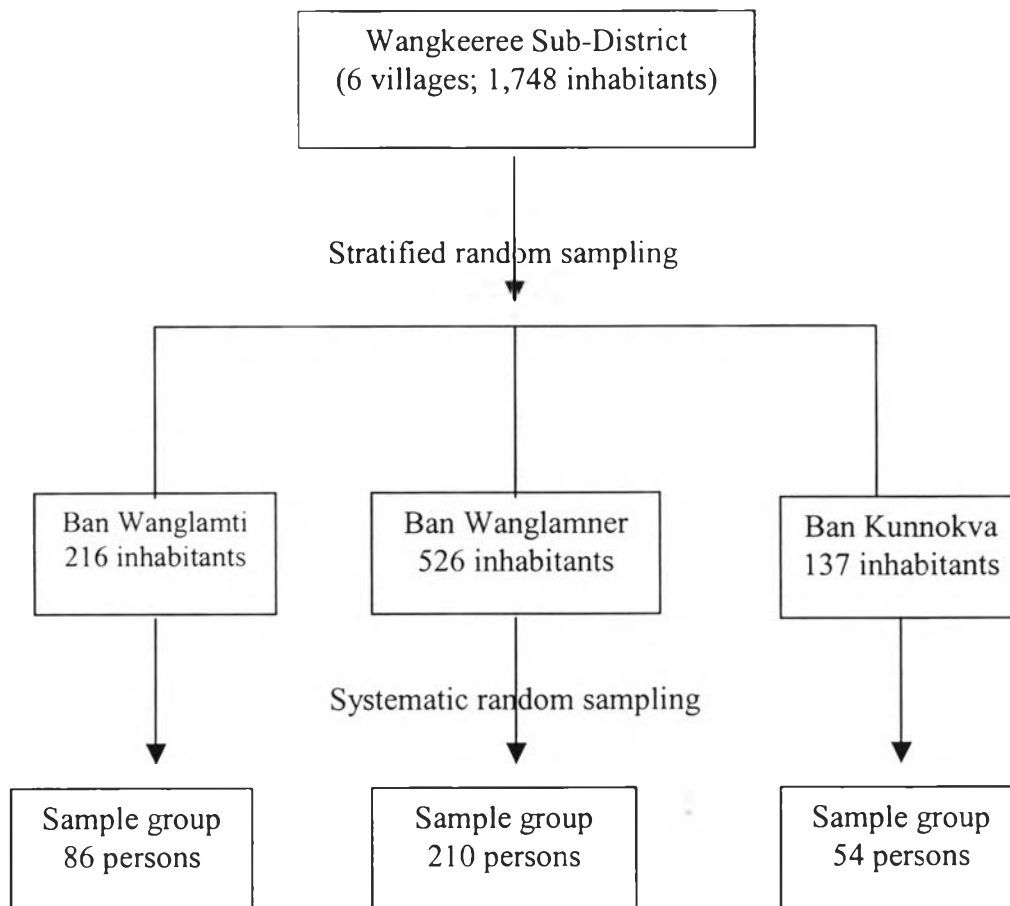 Wangkeeree Sub-District
(6 villages; 1,748 inhabitants)
Stratified random sampling
Ban Wanglamti
216 inhabitants
Ban Wanglamner
526 inhabitants
Ban Kunnokva
137 inhabitants
Systematic random sampling
Sample group
86 persons
Sample group
210 persons
Sample group
54 persons